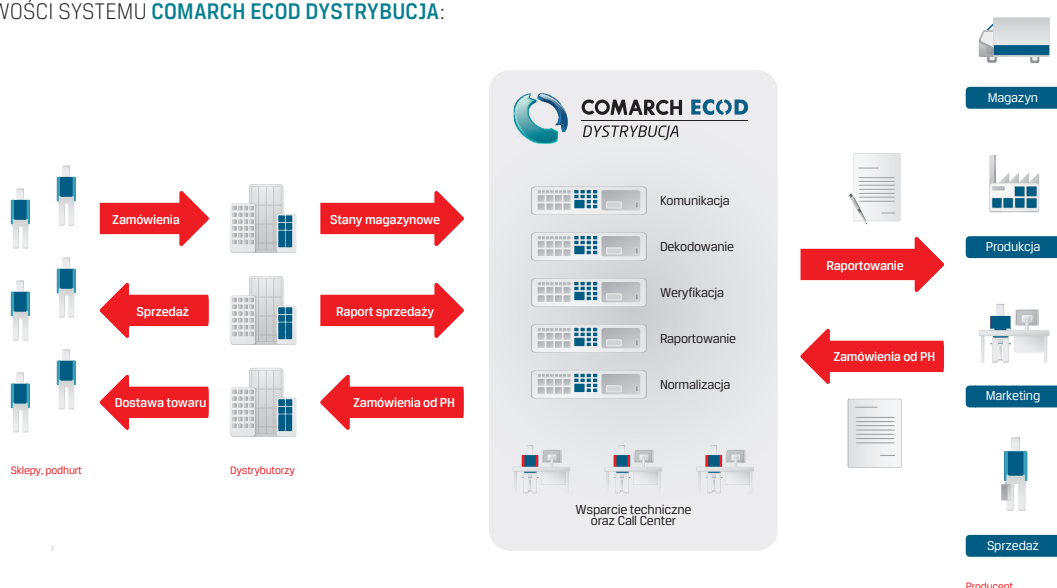 WOŚCI SYSTEMU COMARCH ECOD DYSTRYBUCJA:
COMARCH ECOD
DYSTRYBUCJA
Komunikacja
Dekodowanie
Weryfikacja
Raportowanie
Normalizacja
Wsparcie techniczne
oraz Call Center
Zamówienia
Sprzedaż
Dostawa towaru
Sklepy, podhurt
Stany magazynowe
Raport sprzedaży
Zamówienia od PH
Dystrybutorzy
Raportowanie
Zamówienia od PH
Magazyn
Produkcja
Marketing
Sprzedaż
Producent